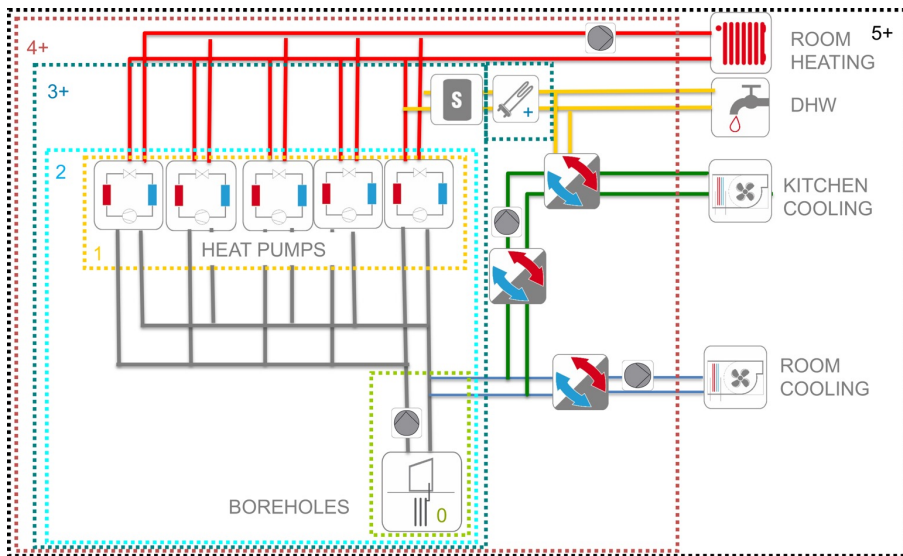 4+
5+
ROOM
HEATING
3+
S
+
DHW
2
KITCHEN
COOLING
1
HEAT PUMPS
ROOM
COOLING
BOREHOLES
0